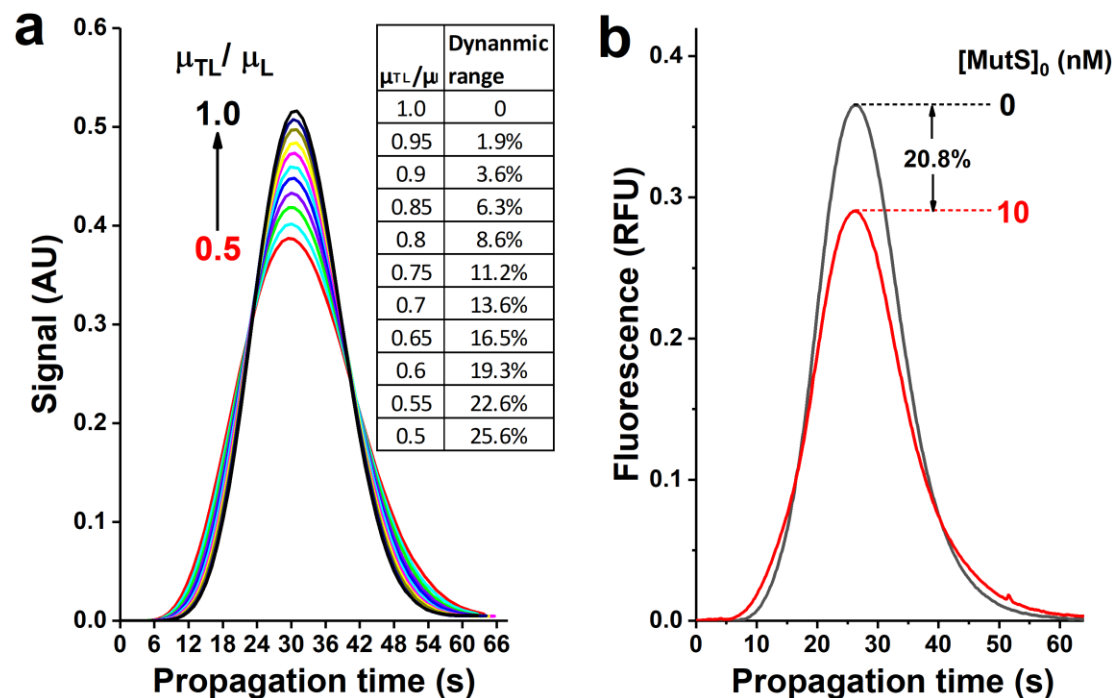 a
0.6
0.5
0.4
0.3
0.2
0.1
0.0
Signal (AU)
μTL/ μL
1.0
0.5
0 6 12 18 24 30 36 42 48 54 60 66
Propagation time (s)
μTL/μl Dynanmic range
1.0 0
0.95 1.9%
0.9 3.6%
0.85 6.3%
0.8 8.6%
0.75 11.2%
0.7 13.6%
0.65 16.5%
0.6 19.3%
0.55 22.6%
0.5 25.6%
b
0.4
0.3
0.2
0.1
0.0
Fluorescence (RFU)
[MutS]0 (nM)
0
20.8%
10
0 10 20 30 40 50 60
Propagation time (s)